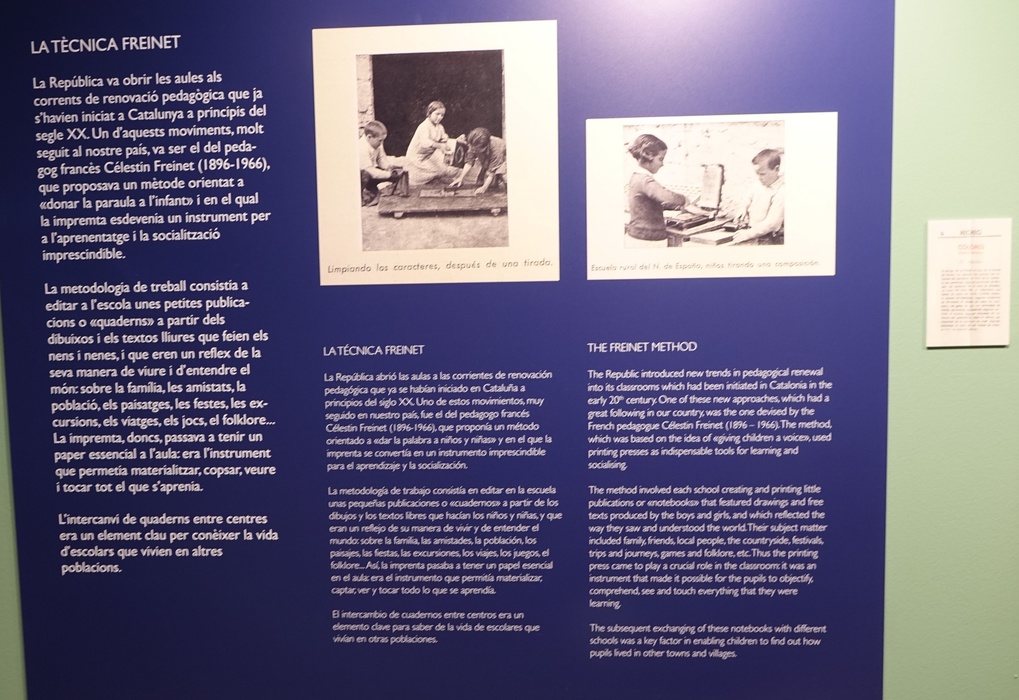 LA TÈCNICA FREINET
La República va obrir les aules als
corrents de renovació pedagògica que ja
s'havien iniciat a Catalunya a principis del
segle XX. Un d'aquests moviments, molt
seguit al nostre país, va ser el del peda-
gog francès Célestin Freinet (1896-1966),
que proposava un mètode orientat a
«donar la paraula a l'infant» i en el qual
la impremta esdevenia un instrument per
a l'aprenentatge i la socialització
imprescindible.
La metodologia de treball consistia a
editar a l'escola unes petites publica-
cions o «quaderns» a partir dels
dibuixos i els textos lliures que feien els
nens i nenes, i que eren un reflex de la
seva manera de viure i d'entendre el
món: sobre la família, les amistats, la
població, els paisatges, les festes, les ex-
cursions, els viatges, els jocs, el folklore...
La impremta, doncs, passava a tenir un
paper essencial a l'aula: era l'instrument
que permetia materialitzar, copsar, veure
i tocar tot el que s'aprenia.
L'intercanvi de quaderns entre centres
era un element clau per conèixer la vida
d'escolars que vivien en altres
poblacions.
Limpiando los caracteres, después de una tirada.
Escuela rural del N. de España, niños tirando una composición.
LA TÉCNICA FREINET
La República abrió las aulas a las corrientes de renovación
pedagógica que ya se habían iniciado en Cataluña a
principios del siglo XX. Uno de estos movimientos, muy
seguido en nuestro país, fue el del pedagogo francés
Célestin Freinet (1896-1966), que proponía un método
orientado a «dar la palabra a niños y niñas» y en el que la
imprenta se convertía en un instrumento imprescindible
para el aprendizaje y la socialización.
La metodología de trabajo consistía en editar en la escuela
unas pequeñas publicaciones o «cuadernos» a partir de los
dibujos y los textos libres que hacían los niños y niñas, y que
eran un reflejo de su manera de vivir y de entender el
mundo: sobre la familia, las amistades, la población, los
paisajes, las fiestas, las excursiones, los viajes, los juegos, el
folklore... Así, la imprenta pasaba a tener un papel esencial
en el aula: era el instrumento que permitía materializar,
captar, ver y tocar todo lo que se aprendía.
El intercambio de cuadernos entre centros era un
elemento clave para saber de la vida de escolares que
vivían en otras poblaciones.
THE FREINET METHOD
The Republic introduced new trends in pedagogical renewal
into its classrooms which had been initiated in Catalonia in the
early 20th century. One of these new approaches, which had a
great following in our country, was the one devised by the
French pedagogue Célestin Freinet (1896 – 1966). The method,
which was based on the idea of «giving children a voice», used
printing presses as indispensable tools for learning and
socialising.
The method involved each school creating and printing little
publications or «notebooks» that featured drawings and free
texts produced by the boys and girls, and which reflected the
way they saw and understood the world. Their subject matter
included family, friends, local people, the countryside, festivals,
trips and journeys, games and folklore, etc. Thus the printing
press came to play a crucial role in the classroom: it was an
instrument that made it possible for the pupils to objectify,
comprehend, see and touch everything that they were
learning.
The subsequent exchanging of these notebooks with different
schools was a key factor in enabling children to find out how
pupils lived in other towns and villages.